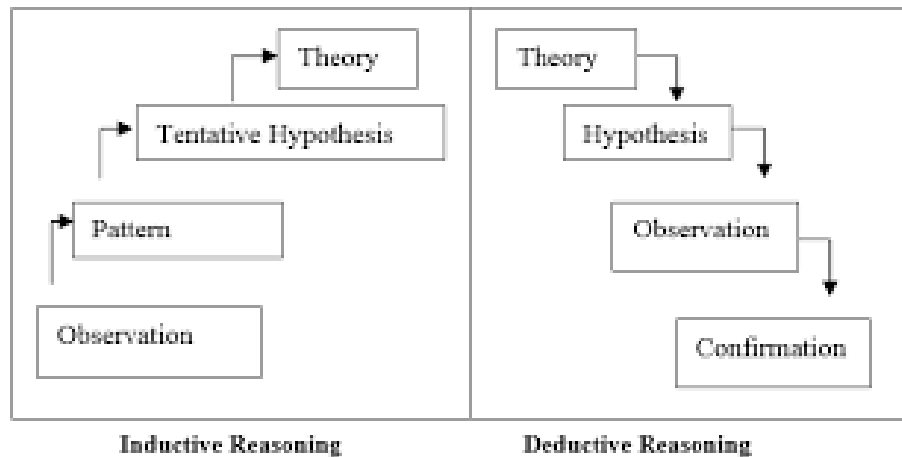 Theory
Tentative Hypothesis
Pattern
Observation
Inductive Reasoning
Theory
Hypothesis
Observation
Confirmation
Deductive Reasoning